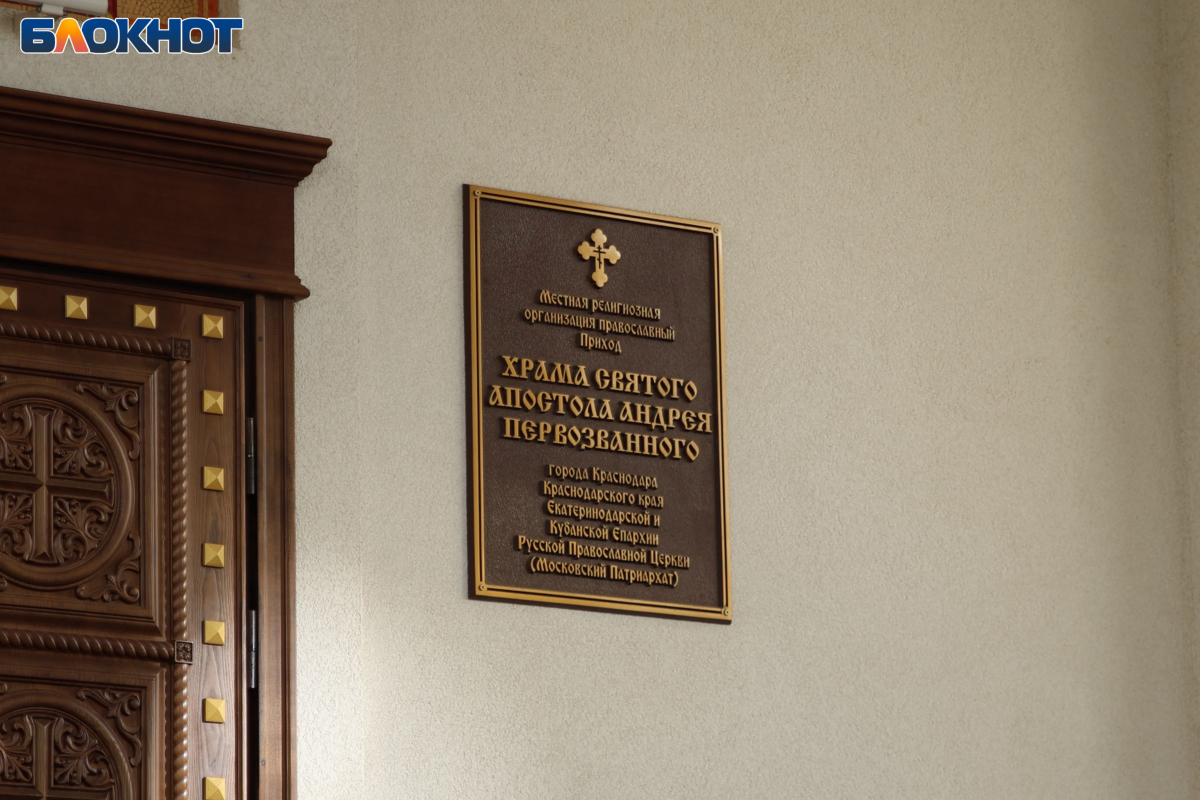 БЛОКНОТ
Местная религиозная
организация православный
Приход
ХРАМА СВЯТОГО
АПОСТОЛА АНДРЕЯ
ПЕРВОЗВАННОГО
города Краснодара
Краснодарского края
Екатеринодарской и
Кубанской Епархии
Русской Православной Церкви
(Московский Патриархат)